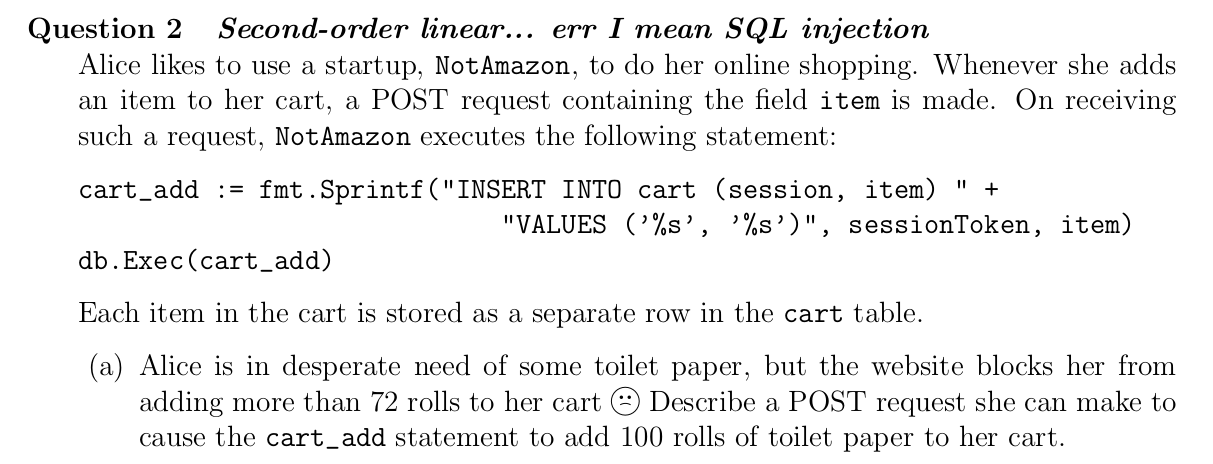 Question 2 Second-order linear... err I mean SQL injection
Alice likes to use a startup, NotAmazon, to do her online shopping. Whenever she adds
an item to her cart, a POST request containing the field item is made. On receiving
such a request, NotAmazon executes the following statement:
cart_add := fmt.Sprintf("INSERT INTO cart (session, item) " +
"VALUES (’%s’, ’%s’)", sessionToken, item)
db.Exec(cart_add)
Each item in the cart is stored as a separate row in the cart table.
(a) Alice is in desperate need of some toilet paper, but the website blocks her from
adding more than 72 rolls to her cart ☹ Describe a POST request she can make to
cause the cart_add statement to add 100 rolls of toilet paper to her cart.